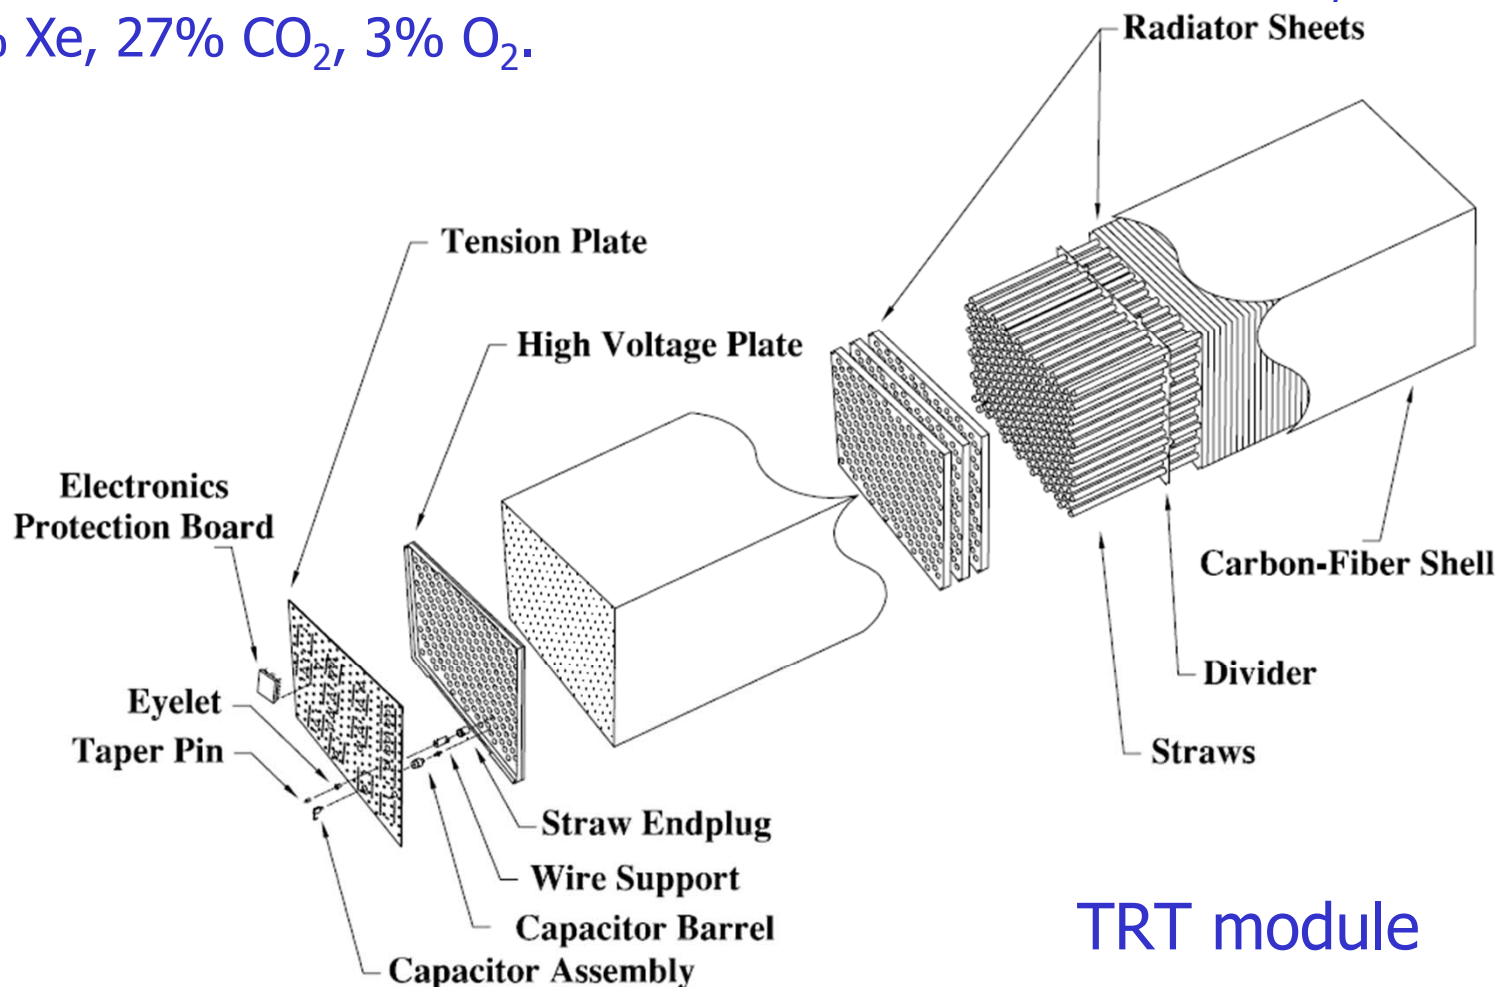 % Xe, 27% CO₂, 3% O₂.
Radiator Sheets
Tension Plate
High Voltage Plate
Electronics
Protection Board
Carbon-Fiber Shell
Divider
Eyelet
Taper Pin
Straws
Straw Endplug
Wire Support
Capacitor Barrel
Capacitor Assembly
TRT module